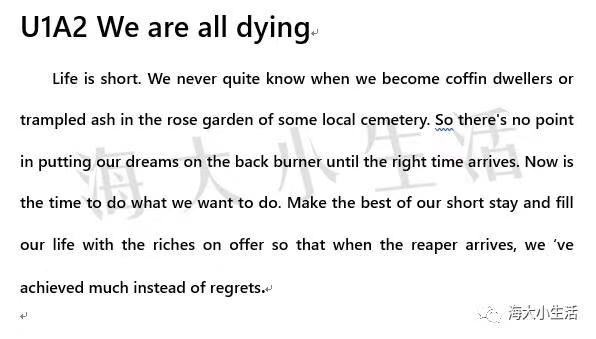 U1A2 We are all dying
Life is short. We never quite know when we become coffin dwellers or
trampled ash in the rose garden of some local cemetery. So there's no point
in putting our dreams on the back burner until the right time arrives. Now is
the time to do what we want to do. Make the best of our short stay and fill
our life with the riches on offer so that when the reaper arrives, we 've
achieved much instead of regrets.
海大小生活
海大小生活